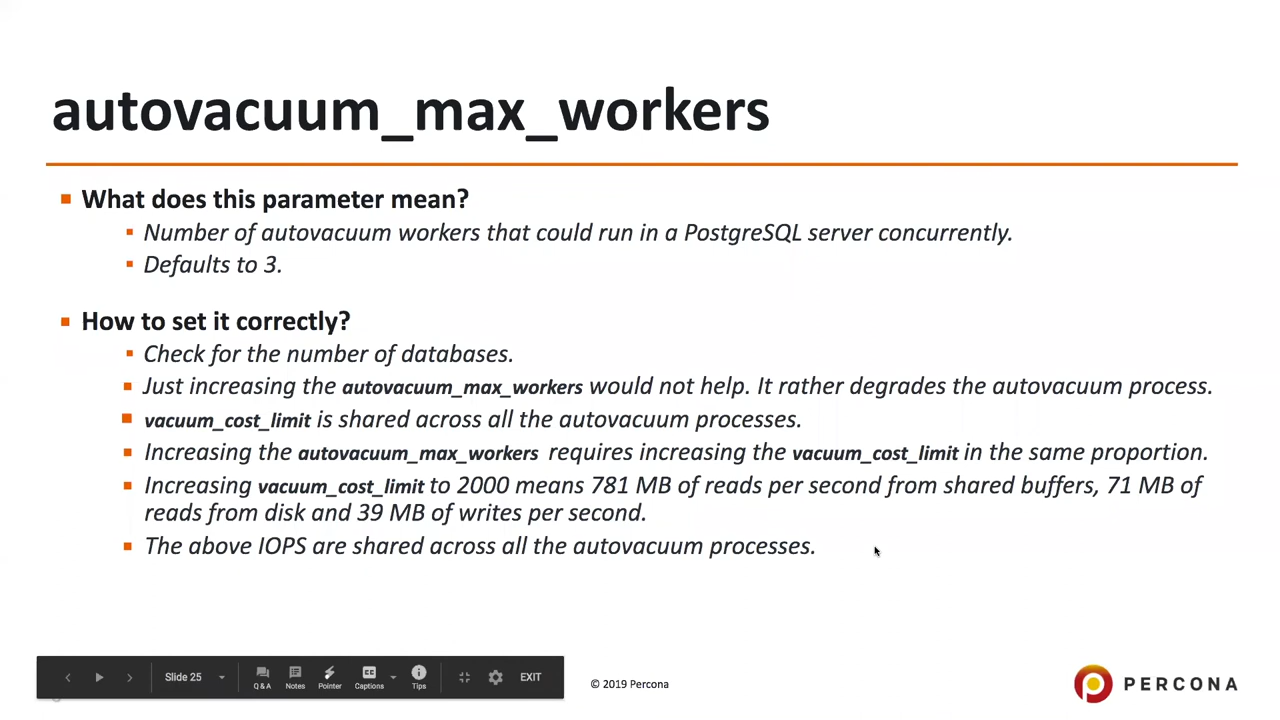 autovacuum_max_workers
What does this parameter mean?
Number of autovacuum workers that could run in a PostgreSQL server concurrently.
Defaults to 3.
How to set it correctly?
Check for the number of databases.
Just increasing the autovacuum_max_workers would not help. It rather degrades the autovacuum process.
vacuum_cost_limit is shared across all the autovacuum processes.
Increasing the autovacuum_max_workers requires increasing the vacuum_cost_limit in the same proportion.
Increasing vacuum_cost_limit to 2000 means 781 MB of reads per second from shared buffers, 71 MB of
reads from disk and 39 MB of writes per second.
The above IOPS are shared across all the autovacuum processes.
Slide 25
Q & A
Notes
Pointer
CC
Captions
Tips
EXIT
© 2019 Percona
PERCONA